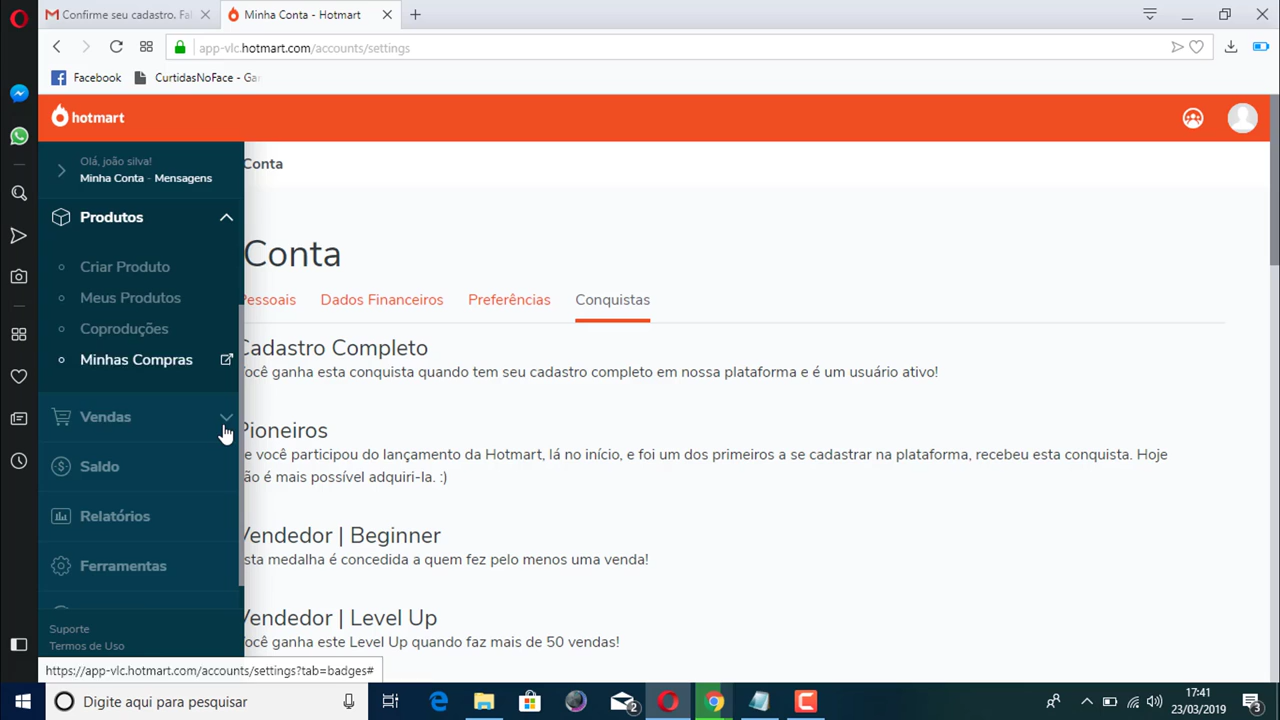 Confirme seu cadastro. Fal
Minha Conta - Hotmart
app-vlc.hotmart.com/accounts/settings
Facebook
CurtidasNoFace - Gar
hotmart
Olá, joão silva!
Minha Conta - Mensagens
Conta
Produtos
Criar Produto
Meus Produtos
Coproduções
Minhas Compras
Vendas
Saldo
Relatórios
Ferramentas
Suporte
Termos de Uso
Conta
Pessoais Dados Financeiros Preferências Conquistas
Cadastro Completo
Você ganha esta conquista quando tem seu cadastro completo em nossa plataforma e é um usuário ativo!
Pioneiros
e você participou do lançamento da Hotmart, lá no início, e foi um dos primeiros a se cadastrar na plataforma, recebeu esta conquista. Hoje
ão é mais possível adquiri-la. :)
Vendedor | Beginner
sta medalha é concedida a quem fez pelo menos uma venda!
Vendedor | Level Up
Você ganha este Level Up quando faz mais de 50 vendas!
https://app-vlc.hotmart.com/accounts/settings?tab=badges#
Digite aqui para pesquisar
2
17:41
23/03/2019
3